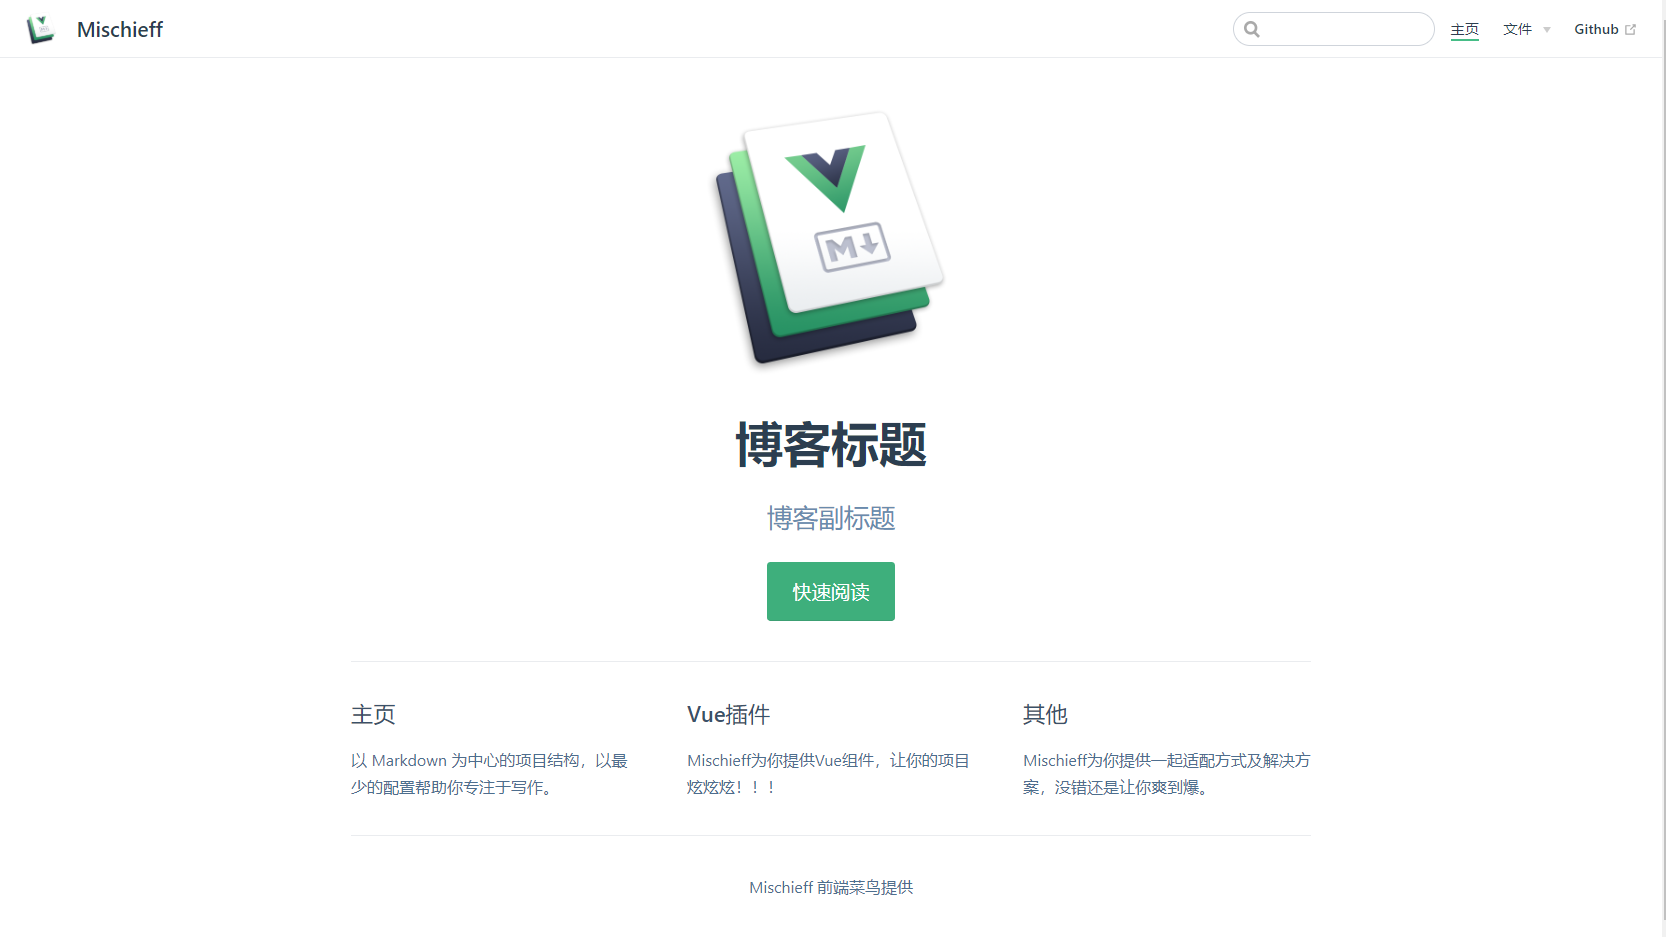 Mischieff
主页 文件 Github
M
博客标题
博客副标题
快速阅读
主页
以 Markdown 为中心的项目结构，以最
少的配置帮助你专注于写作。
Vue插件
Mischieff为你提供Vue组件，让你的项目
炫炫炫！！！
其他
Mischieff为你提供一起适配方式及解决方
案，没错还是让你爽到爆。
Mischieff 前端菜鸟提供